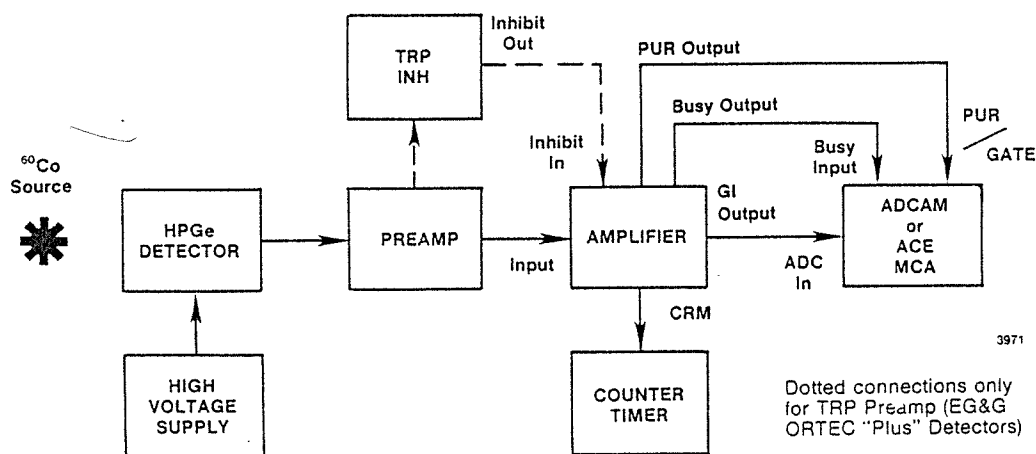 TRP
INH
Inhibit
Out
PUR Output
Busy Output
Inhibit
In
Busy
Input
PUR
/
GATE
⁶⁰Co
Source
HPGe
DETECTOR
PREAMP
Input
AMPLIFIER
GI
Output
ADC
In
ADCAM
or
ACE
MCA
CRM
HIGH
VOLTAGE
SUPPLY
COUNTER
TIMER
3971
Dotted connections only
for TRP Preamp (EG&G
ORTEC "Plus" Detectors)